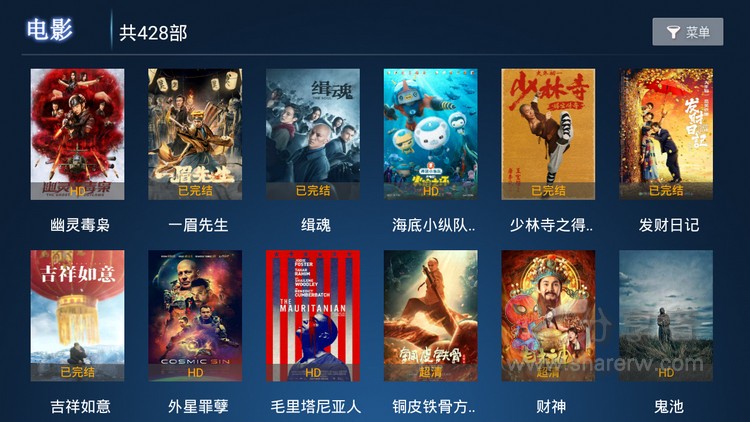 电影
共428部
菜单
幽灵毒枭
HD
一眉先生
已完结
缉魂
已完结
HD
少林寺
已完结
发财日记
已完结
幽灵毒枭
一眉先生
缉魂
海底小纵队..
少林寺之得..
发财日记
吉祥如意
已完结
COSMIC SIN
HD
JODIE
FOSTER
TAHAR
RAHIM
SHAILENE
WOODLEY
BENEDICT
CUMBERBATCH
THE
MAURITANIAN
HD
铜皮铁骨
超清
超清
HD
www.sharerw.com
吉祥如意
外星罪孽
毛里塔尼亚人
铜皮铁骨方..
财神
鬼池